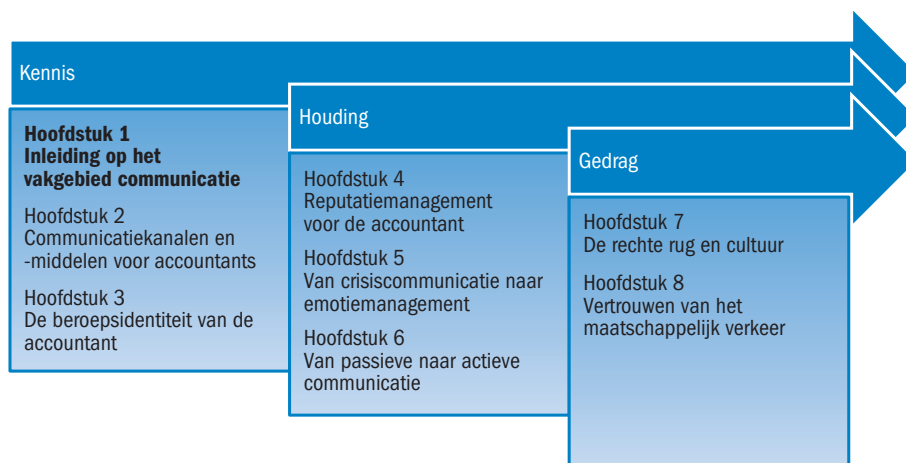 Kennis
Hoofdstuk 1
Inleiding op het
vakgebied communicatie
Hoofdstuk 2
Communicatiekanalen en
-middelen voor accountants
Hoofdstuk 3
De beroepsidentiteit van de
accountant
Houding
Hoofdstuk 4
Reputatiemanagement
voor de accountant
Hoofdstuk 5
Van crisiscommunicatie naar
emotiemanagement
Hoofdstuk 6
Van passieve naar actieve
communicatie
Gedrag
Hoofdstuk 7
De rechte rug en cultuur
Hoofdstuk 8
Vertrouwen van het
maatschappelijk verkeer